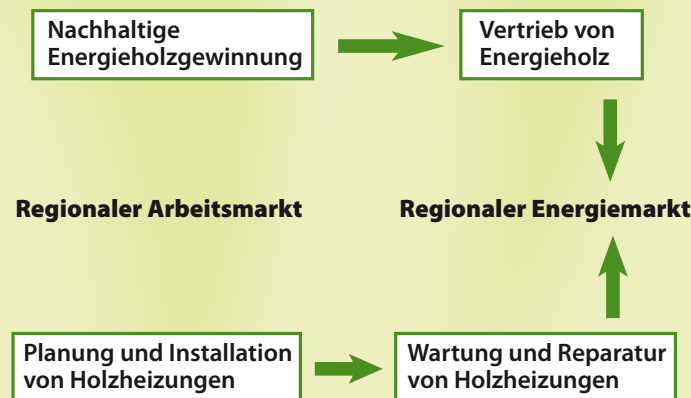 Nachhaltige
Energieholzgewinnung
Vertrieb von
Energieholz
Regionaler Arbeitsmarkt
Regionaler Energiemarkt
Planung und Installation
von Holzheizungen
Wartung und Reparatur
von Holzheizungen